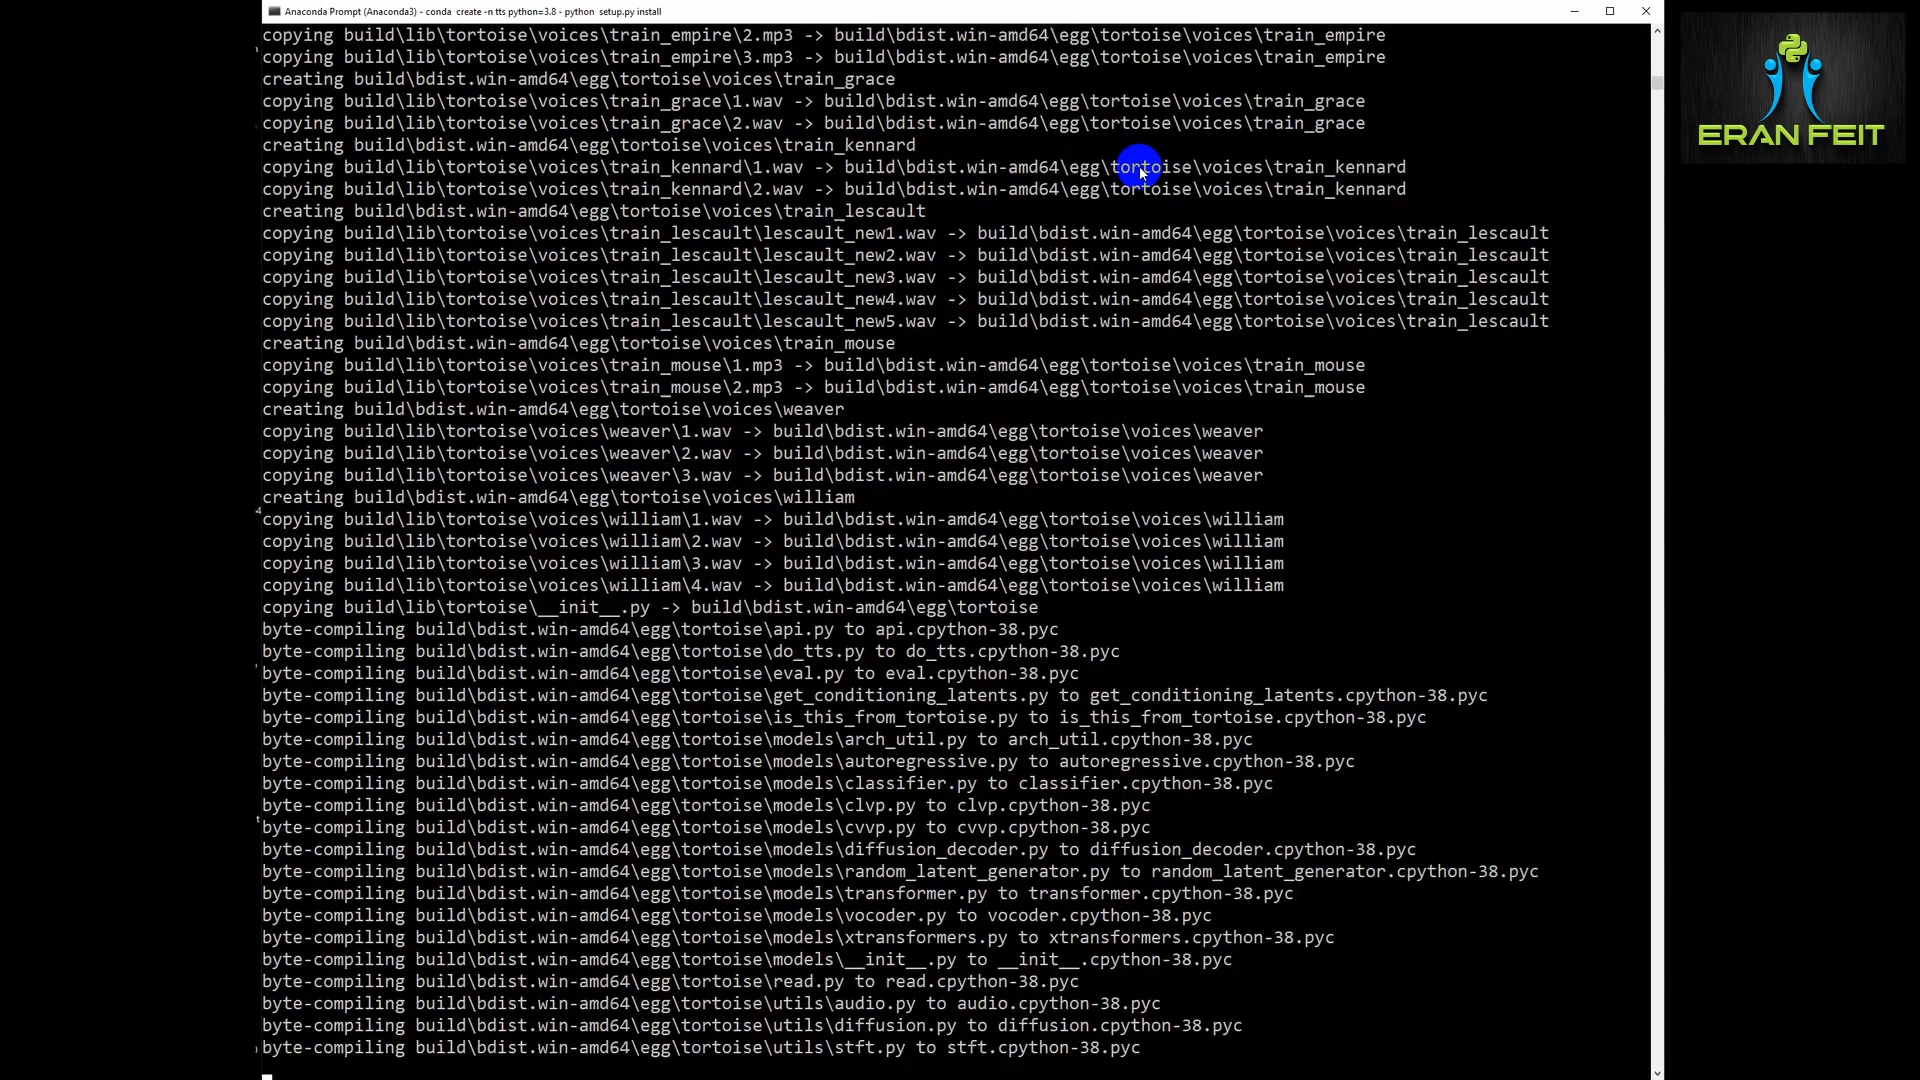 Anaconda Prompt (Anaconda3) - conda  create -n tts python=3.8 - python  setup.py install
copying build\lib\tortoise\voices\train_empire\2.mp3 -> build\bdist.win-amd64\egg\tortoise\voices\train_empire
copying build\lib\tortoise\voices\train_empire\3.mp3 -> build\bdist.win-amd64\egg\tortoise\voices\train_empire
creating build\bdist.win-amd64\egg\tortoise\voices\train_grace
copying build\lib\tortoise\voices\train_grace\1.wav -> build\bdist.win-amd64\egg\tortoise\voices\train_grace
copying build\lib\tortoise\voices\train_grace\2.wav -> build\bdist.win-amd64\egg\tortoise\voices\train_grace
creating build\bdist.win-amd64\egg\tortoise\voices\train_kennard
copying build\lib\tortoise\voices\train_kennard\1.wav -> build\bdist.win-amd64\egg\tortoise\voices\train_kennard
copying build\lib\tortoise\voices\train_kennard\2.wav -> build\bdist.win-amd64\egg\tortoise\voices\train_kennard
creating build\bdist.win-amd64\egg\tortoise\voices\train_lescault
copying build\lib\tortoise\voices\train_lescault\lescault_new1.wav -> build\bdist.win-amd64\egg\tortoise\voices\train_lescault
copying build\lib\tortoise\voices\train_lescault\lescault_new2.wav -> build\bdist.win-amd64\egg\tortoise\voices\train_lescault
copying build\lib\tortoise\voices\train_lescault\lescault_new3.wav -> build\bdist.win-amd64\egg\tortoise\voices\train_lescault
copying build\lib\tortoise\voices\train_lescault\lescault_new4.wav -> build\bdist.win-amd64\egg\tortoise\voices\train_lescault
copying build\lib\tortoise\voices\train_lescault\lescault_new5.wav -> build\bdist.win-amd64\egg\tortoise\voices\train_lescault
creating build\bdist.win-amd64\egg\tortoise\voices\train_mouse
copying build\lib\tortoise\voices\train_mouse\1.mp3 -> build\bdist.win-amd64\egg\tortoise\voices\train_mouse
copying build\lib\tortoise\voices\train_mouse\2.mp3 -> build\bdist.win-amd64\egg\tortoise\voices\train_mouse
creating build\bdist.win-amd64\egg\tortoise\voices\weaver
copying build\lib\tortoise\voices\weaver\1.wav -> build\bdist.win-amd64\egg\tortoise\voices\weaver
copying build\lib\tortoise\voices\weaver\2.wav -> build\bdist.win-amd64\egg\tortoise\voices\weaver
copying build\lib\tortoise\voices\weaver\3.wav -> build\bdist.win-amd64\egg\tortoise\voices\weaver
creating build\bdist.win-amd64\egg\tortoise\voices\william
copying build\lib\tortoise\voices\william\1.wav -> build\bdist.win-amd64\egg\tortoise\voices\william
copying build\lib\tortoise\voices\william\2.wav -> build\bdist.win-amd64\egg\tortoise\voices\william
copying build\lib\tortoise\voices\william\3.wav -> build\bdist.win-amd64\egg\tortoise\voices\william
copying build\lib\tortoise\voices\william\4.wav -> build\bdist.win-amd64\egg\tortoise\voices\william
copying build\lib\tortoise\__init__.py -> build\bdist.win-amd64\egg\tortoise
byte-compiling build\bdist.win-amd64\egg\tortoise\api.py to api.cpython-38.pyc
byte-compiling build\bdist.win-amd64\egg\tortoise\do_tts.py to do_tts.cpython-38.pyc
byte-compiling build\bdist.win-amd64\egg\tortoise\eval.py to eval.cpython-38.pyc
byte-compiling build\bdist.win-amd64\egg\tortoise\get_conditioning_latents.py to get_conditioning_latents.cpython-38.pyc
byte-compiling build\bdist.win-amd64\egg\tortoise\is_this_from_tortoise.py to is_this_from_tortoise.cpython-38.pyc
byte-compiling build\bdist.win-amd64\egg\tortoise\models\arch_util.py to arch_util.cpython-38.pyc
byte-compiling build\bdist.win-amd64\egg\tortoise\models\autoregressive.py to autoregressive.cpython-38.pyc
byte-compiling build\bdist.win-amd64\egg\tortoise\models\classifier.py to classifier.cpython-38.pyc
byte-compiling build\bdist.win-amd64\egg\tortoise\models\clvp.py to clvp.cpython-38.pyc
byte-compiling build\bdist.win-amd64\egg\tortoise\models\cvvp.py to cvvp.cpython-38.pyc
byte-compiling build\bdist.win-amd64\egg\tortoise\models\diffusion_decoder.py to diffusion_decoder.cpython-38.pyc
byte-compiling build\bdist.win-amd64\egg\tortoise\models\random_latent_generator.py to random_latent_generator.cpython-38.pyc
byte-compiling build\bdist.win-amd64\egg\tortoise\models\transformer.py to transformer.cpython-38.pyc
byte-compiling build\bdist.win-amd64\egg\tortoise\models\vocoder.py to vocoder.cpython-38.pyc
byte-compiling build\bdist.win-amd64\egg\tortoise\models\xtransformers.py to xtransformers.cpython-38.pyc
byte-compiling build\bdist.win-amd64\egg\tortoise\models\__init__.py to __init__.cpython-38.pyc
byte-compiling build\bdist.win-amd64\egg\tortoise\read.py to read.cpython-38.pyc
byte-compiling build\bdist.win-amd64\egg\tortoise\utils\audio.py to audio.cpython-38.pyc
byte-compiling build\bdist.win-amd64\egg\tortoise\utils\diffusion.py to diffusion.cpython-38.pyc
byte-compiling build\bdist.win-amd64\egg\tortoise\utils\stft.py to stft.cpython-38.pyc
ERAN FEIT